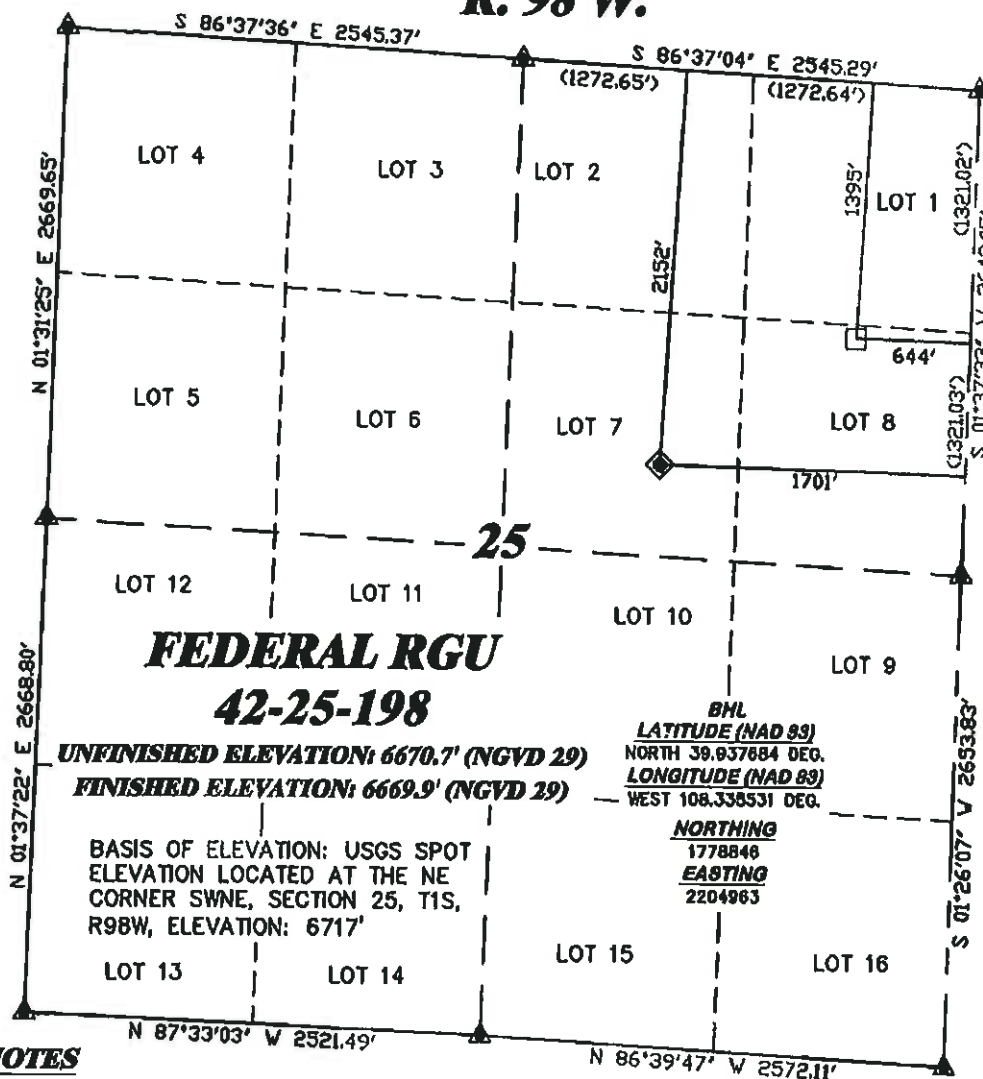 R. 98 W.
S 86°37'36" E 2545.37'
S 86°37'04" E 2545.29'
(1272.65')
(1272.64')
LOT 4
LOT 3
LOT 2
LOT 1
1395'
(1321.02')
N 01°31'25" E 2669.65'
2152'
644'
LOT 5
LOT 6
LOT 7
LOT 8
(1321.03')
S 01°37'33" W
1701'
25
LOT 12
LOT 11
LOT 10
LOT 9
FEDERAL RGU
42-25-198
UNFINISHED ELEVATION: 6670.7' (NGVD 29)
FINISHED ELEVATION: 6669.9' (NGVD 29)
N 01°37'22" E 2668.80'
BHL
LATITUDE (NAD 83)
NORTH 39.937684 DEG.
LONGITUDE (NAD 83)
WEST 108.338531 DEG.
NORTHING
1778846
EASTING
2204963
S 01°26'07" W 2653.83'
BASIS OF ELEVATION: USGS SPOT
ELEVATION LOCATED AT THE NE
CORNER SWNE, SECTION 25, T1S,
R98W, ELEVATION: 6717'
LOT 13
LOT 14
LOT 15
LOT 16
N 87°33'03" W 2521.49'
N 86°39'47" W 2572.11'
NOTES